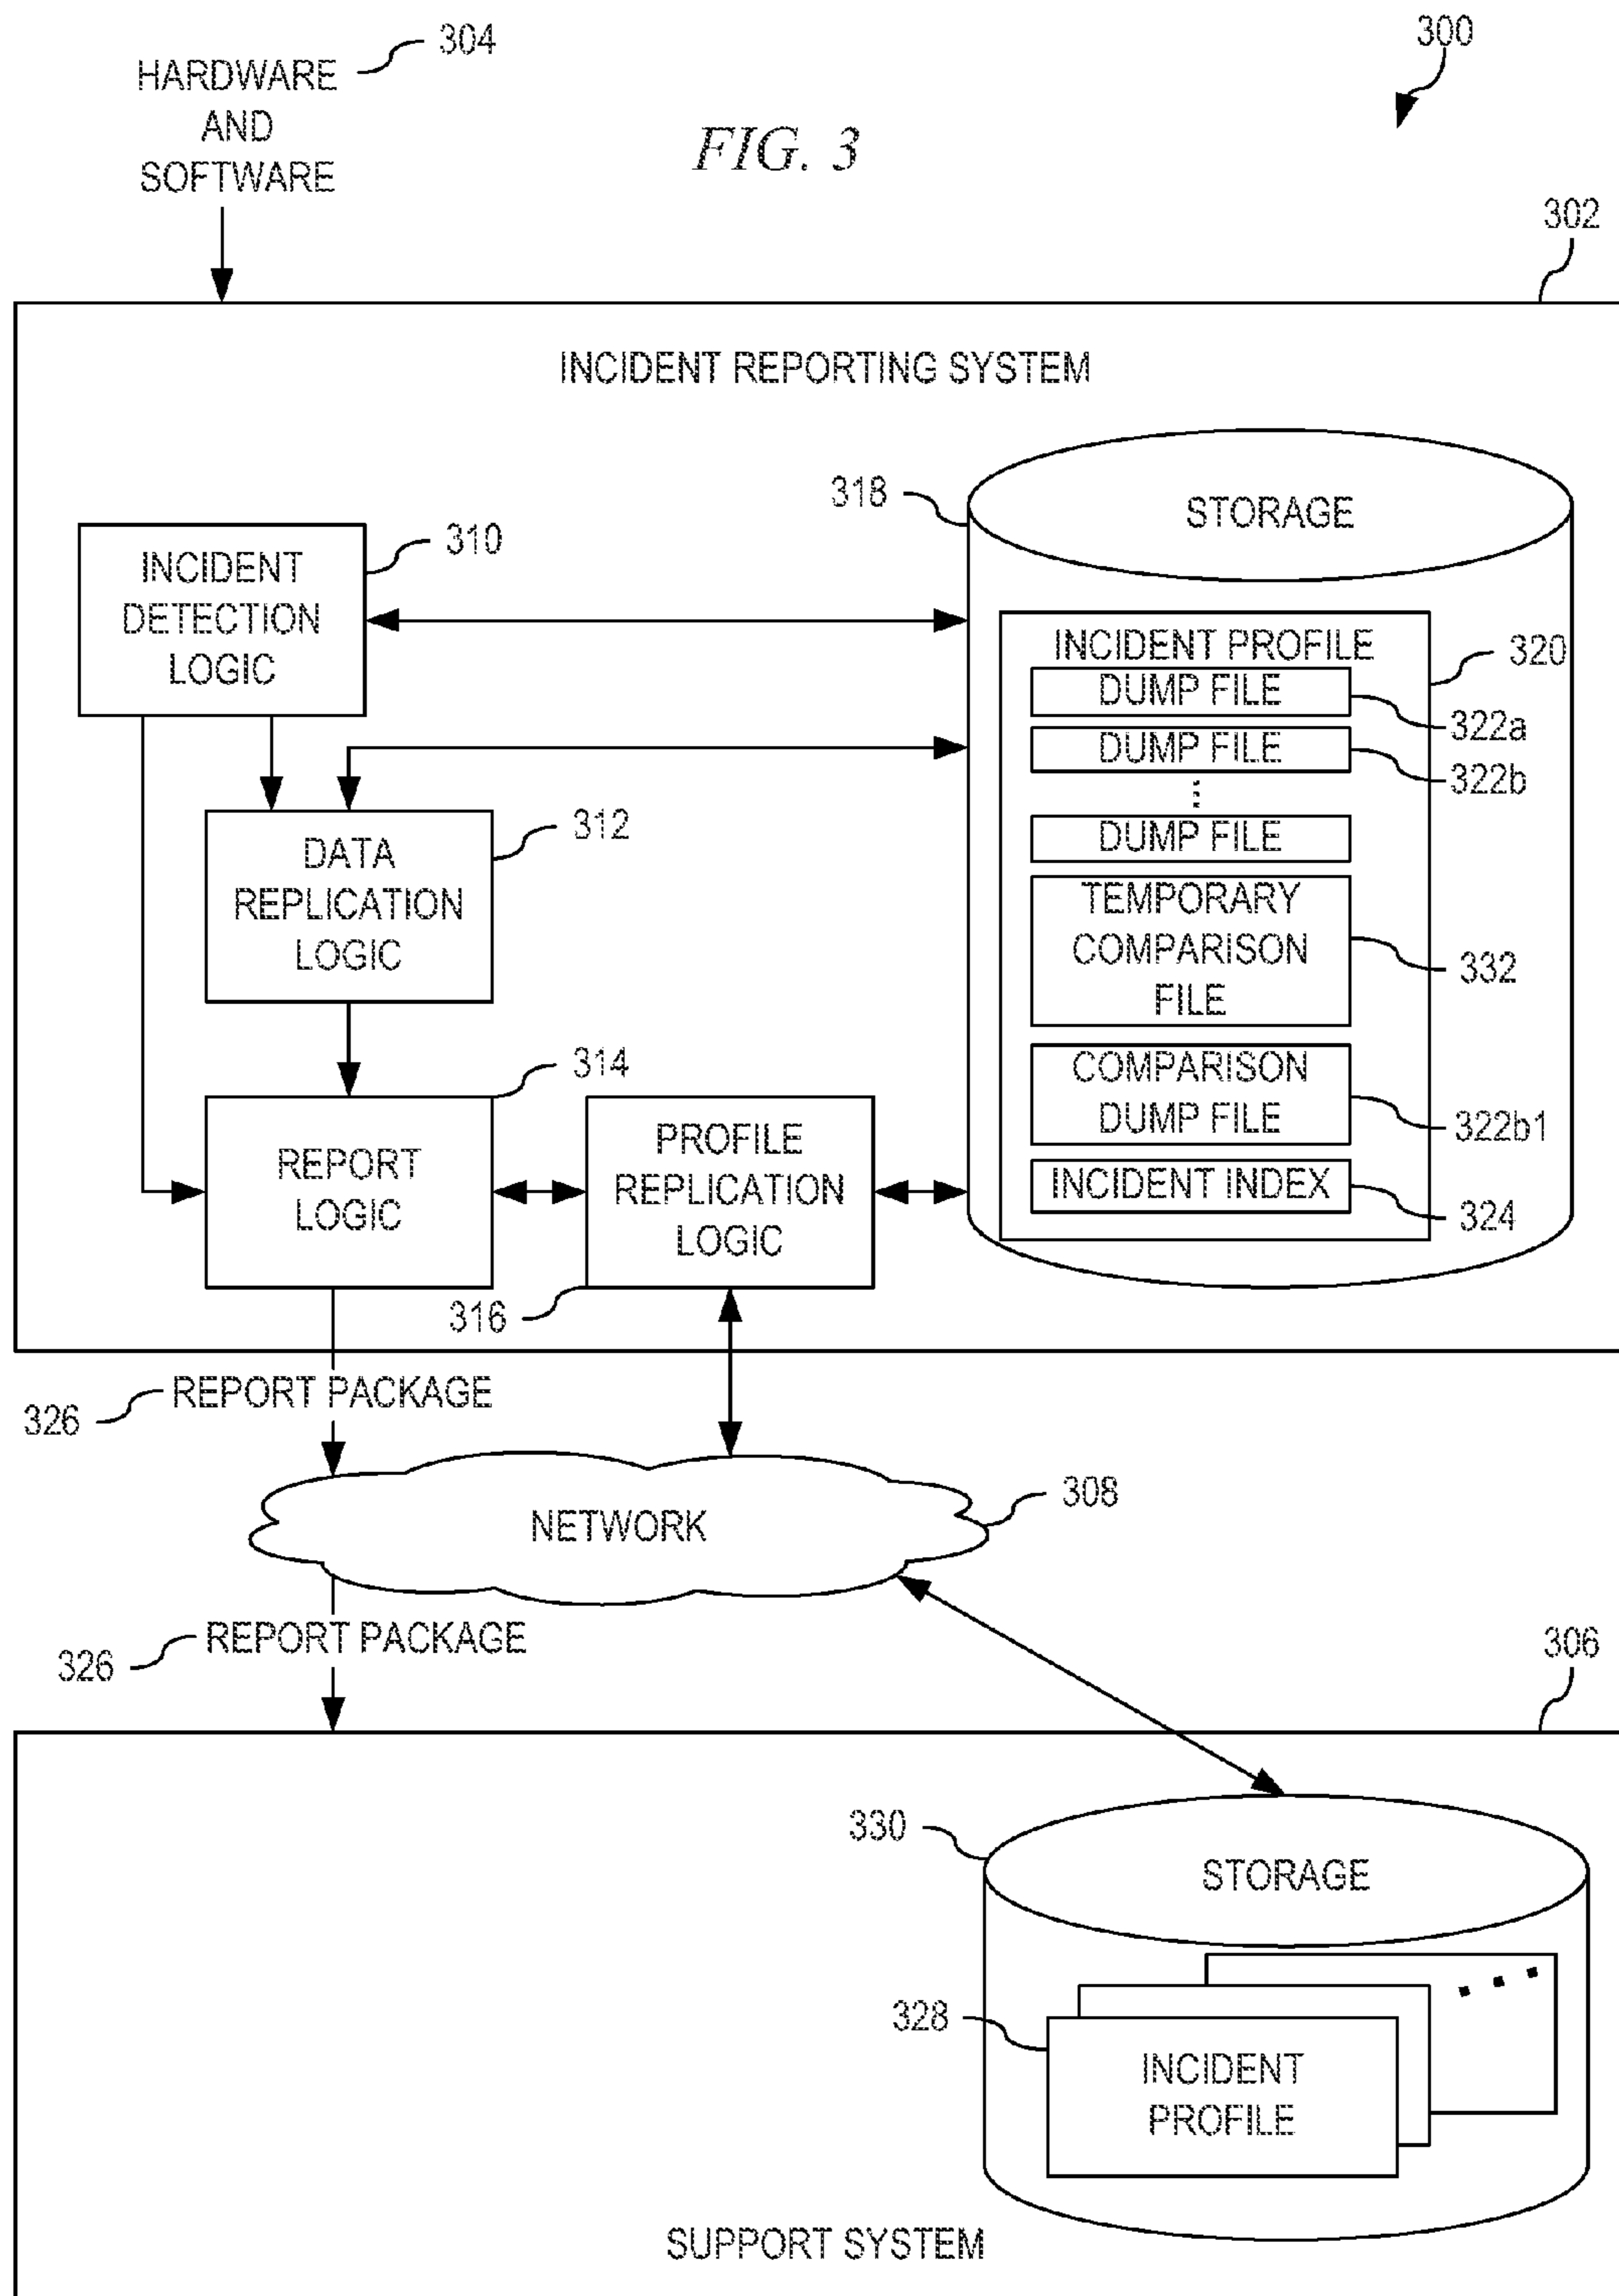 304
300
HARDWARE
AND
SOFTWARE
FIG. 3
302
INCIDENT REPORTING SYSTEM
318
STORAGE
310
INCIDENT
DETECTION
LOGIC
INCIDENT PROFILE
320
DUMP FILE
322a
DUMP FILE
322b
DUMP FILE
312
DATA
REPLICATION
LOGIC
TEMPORARY
COMPARISON
FILE
332
314
REPORT
LOGIC
PROFILE
REPLICATION
LOGIC
316
COMPARISON
DUMP FILE
322b1
INCIDENT INDEX
324
REPORT PACKAGE
326
NETWORK
308
REPORT PACKAGE
326
306
330
STORAGE
328
INCIDENT
PROFILE
SUPPORT SYSTEM